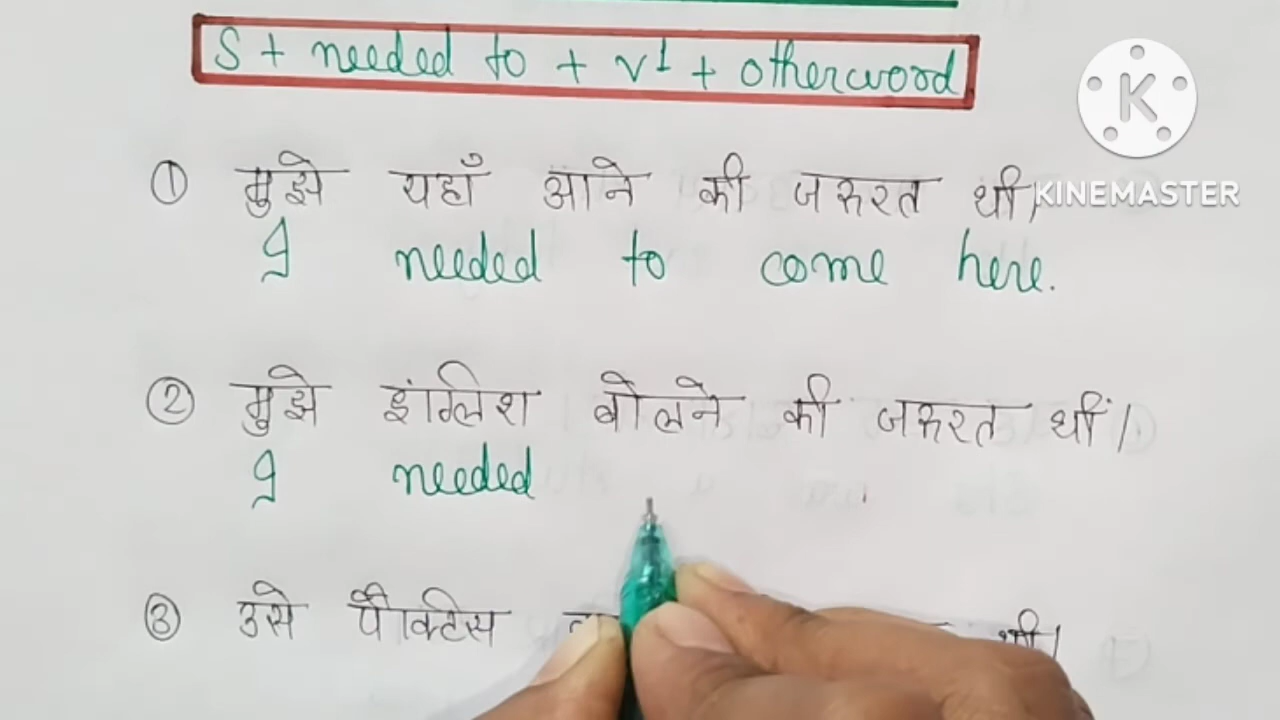 S + needed to + V1 + otherword
① मुझे यहाँ आने की जरुरत थी।
I needed to come here.
② मुझे इंग्लिश बोलने की जरुरत थीं।
I needed
③ उसे पैक्टिस थी।
K
KINEMASTER